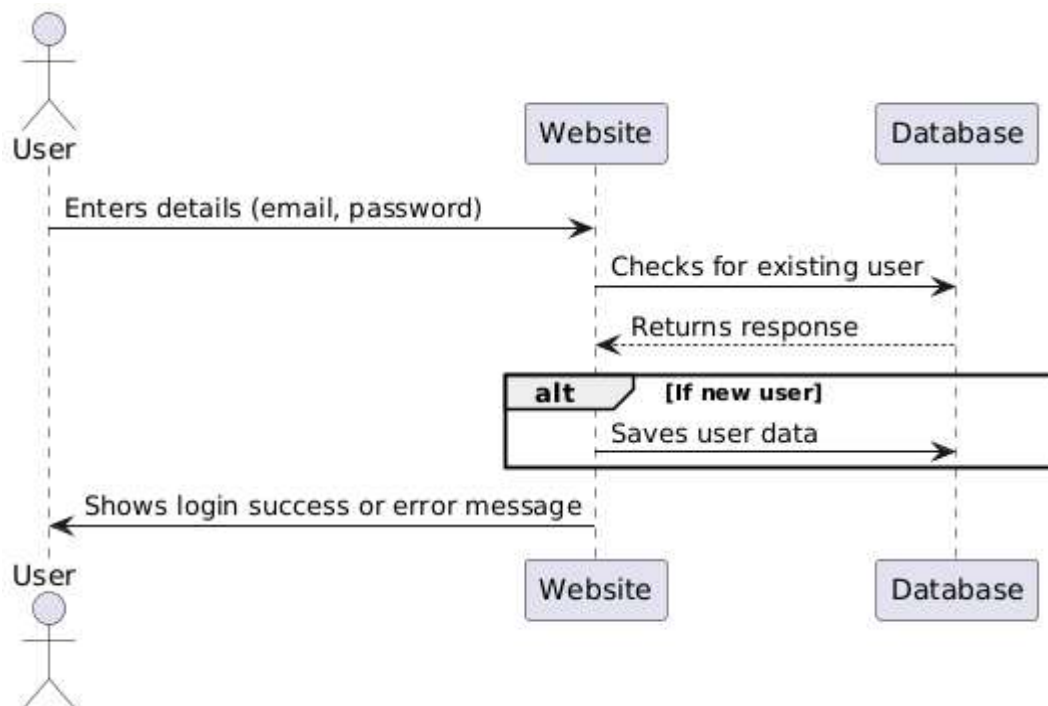 User
Website
Database
Enters details (email, password)
Checks for existing user
Returns response
alt [If new user]
Saves user data
Shows login success or error message
User
Website
Database